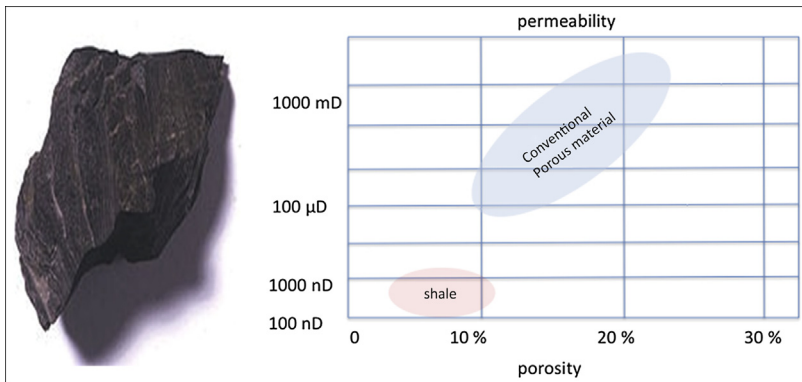 permeability
1000 mD
Conventional
Porous material
100 µD
1000 nD
shale
100 nD
0 10 % 20 % 30 %
porosity